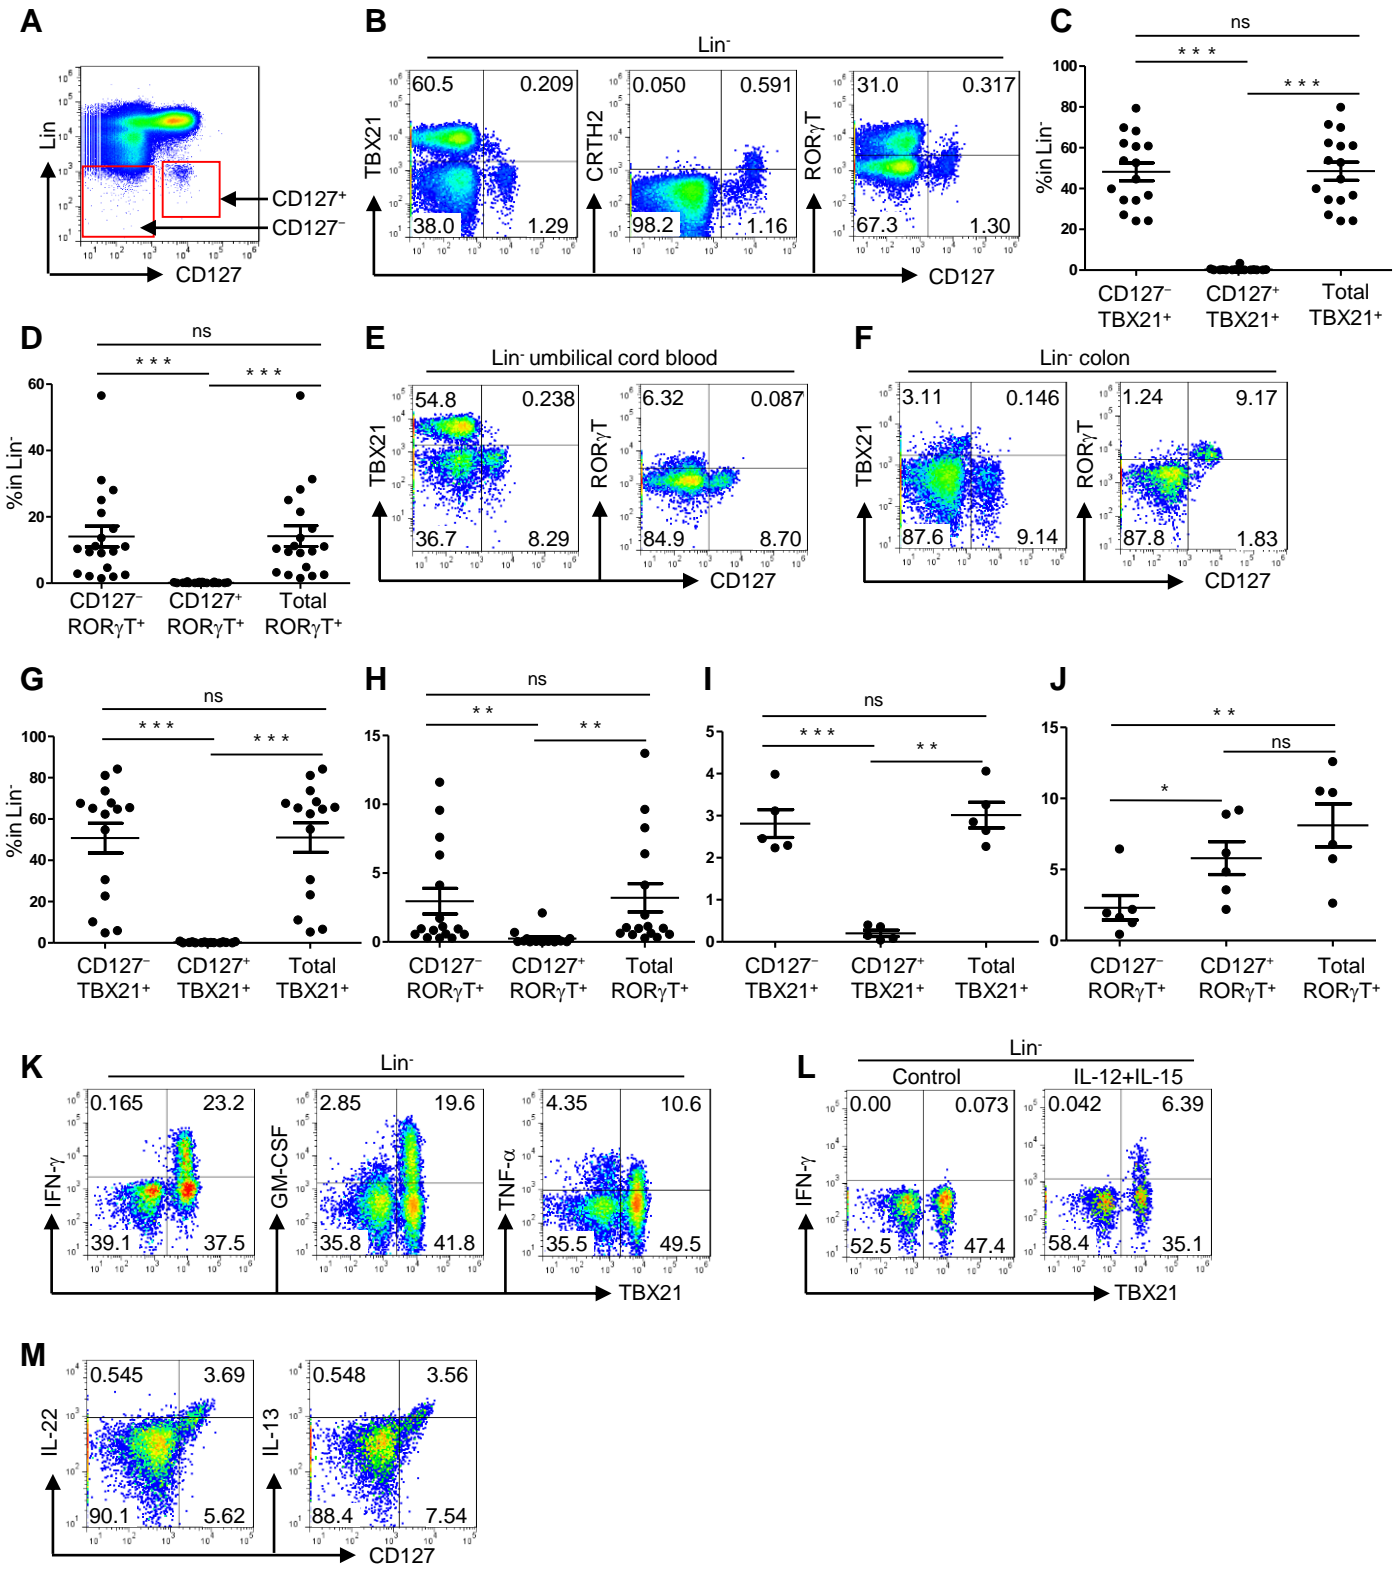 A
Lin
10⁶
10⁵
10⁴
10³
10²
10¹
10¹ 10² 10³ 10⁴ 10⁵ 10⁶
CD127⁺
CD127⁻
CD127
B
Lin⁻
60.5 0.209
TBX21
38.0 1.29
0.050 0.591
CRTH2
98.2 1.16
31.0 0.317
RORγT
67.3 1.30
CD127
C
ns
* * *
* * *
%in Lin⁻
100
80
60
40
20
0
CD127⁻ CD127⁺ Total
TBX21⁺ TBX21⁺ TBX21⁺
D
ns
* * *
* * *
%in Lin⁻
60
40
20
0
CD127⁻ CD127⁺ Total
RORγT⁺ RORγT⁺ RORγT⁺
E
Lin⁻ umbilical cord blood
54.8 0.238
TBX21
36.7 8.29
6.32 0.087
RORγT
84.9 8.70
CD127
F
Lin⁻ colon
3.11 0.146
TBX21
87.6 9.14
1.24 9.17
RORγT
87.8 1.83
CD127
G
ns
* * *
* * *
%in Lin⁻
100
80
60
40
20
0
CD127⁻ CD127⁺ Total
TBX21⁺ TBX21⁺ TBX21⁺
H
ns
* *
* *
15
10
5
0
CD127⁻ CD127⁺ Total
RORγT⁺ RORγT⁺ RORγT⁺
I
ns
* * *
* *
5
4
3
2
1
0
CD127⁻ CD127⁺ Total
TBX21⁺ TBX21⁺ TBX21⁺
J
* *
ns
*
15
10
5
0
CD127⁻ CD127⁺ Total
RORγT⁺ RORγT⁺ RORγT⁺
K
Lin⁻
0.165 23.2
IFN-γ
39.1 37.5
2.85 19.6
GM-CSF
35.8 41.8
4.35 10.6
TNF-α
35.5 49.5
TBX21
L
Lin⁻
Control IL-12+IL-15
0.00 0.073
IFN-γ
52.5 47.4
0.042 6.39
58.4 35.1
TBX21
M
0.545 3.69
IL-22
90.1 5.62
0.548 3.56
IL-13
88.4 7.54
CD127